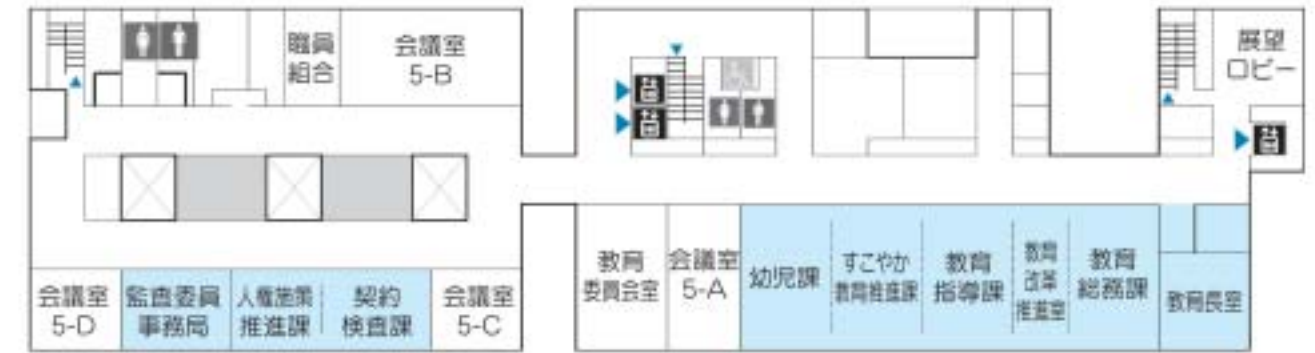 職員
組合
会議室
5-B
展望
ロビー
会議室
5-D
監査委員
事務局
人権施策
推進課
契約
検査課
会議室
5-C
教育
委員会室
会議室
5-A
幼児課
すこやか
教育推進課
教育
指導課
教育
改革
推進室
教育
総務課
教育長室